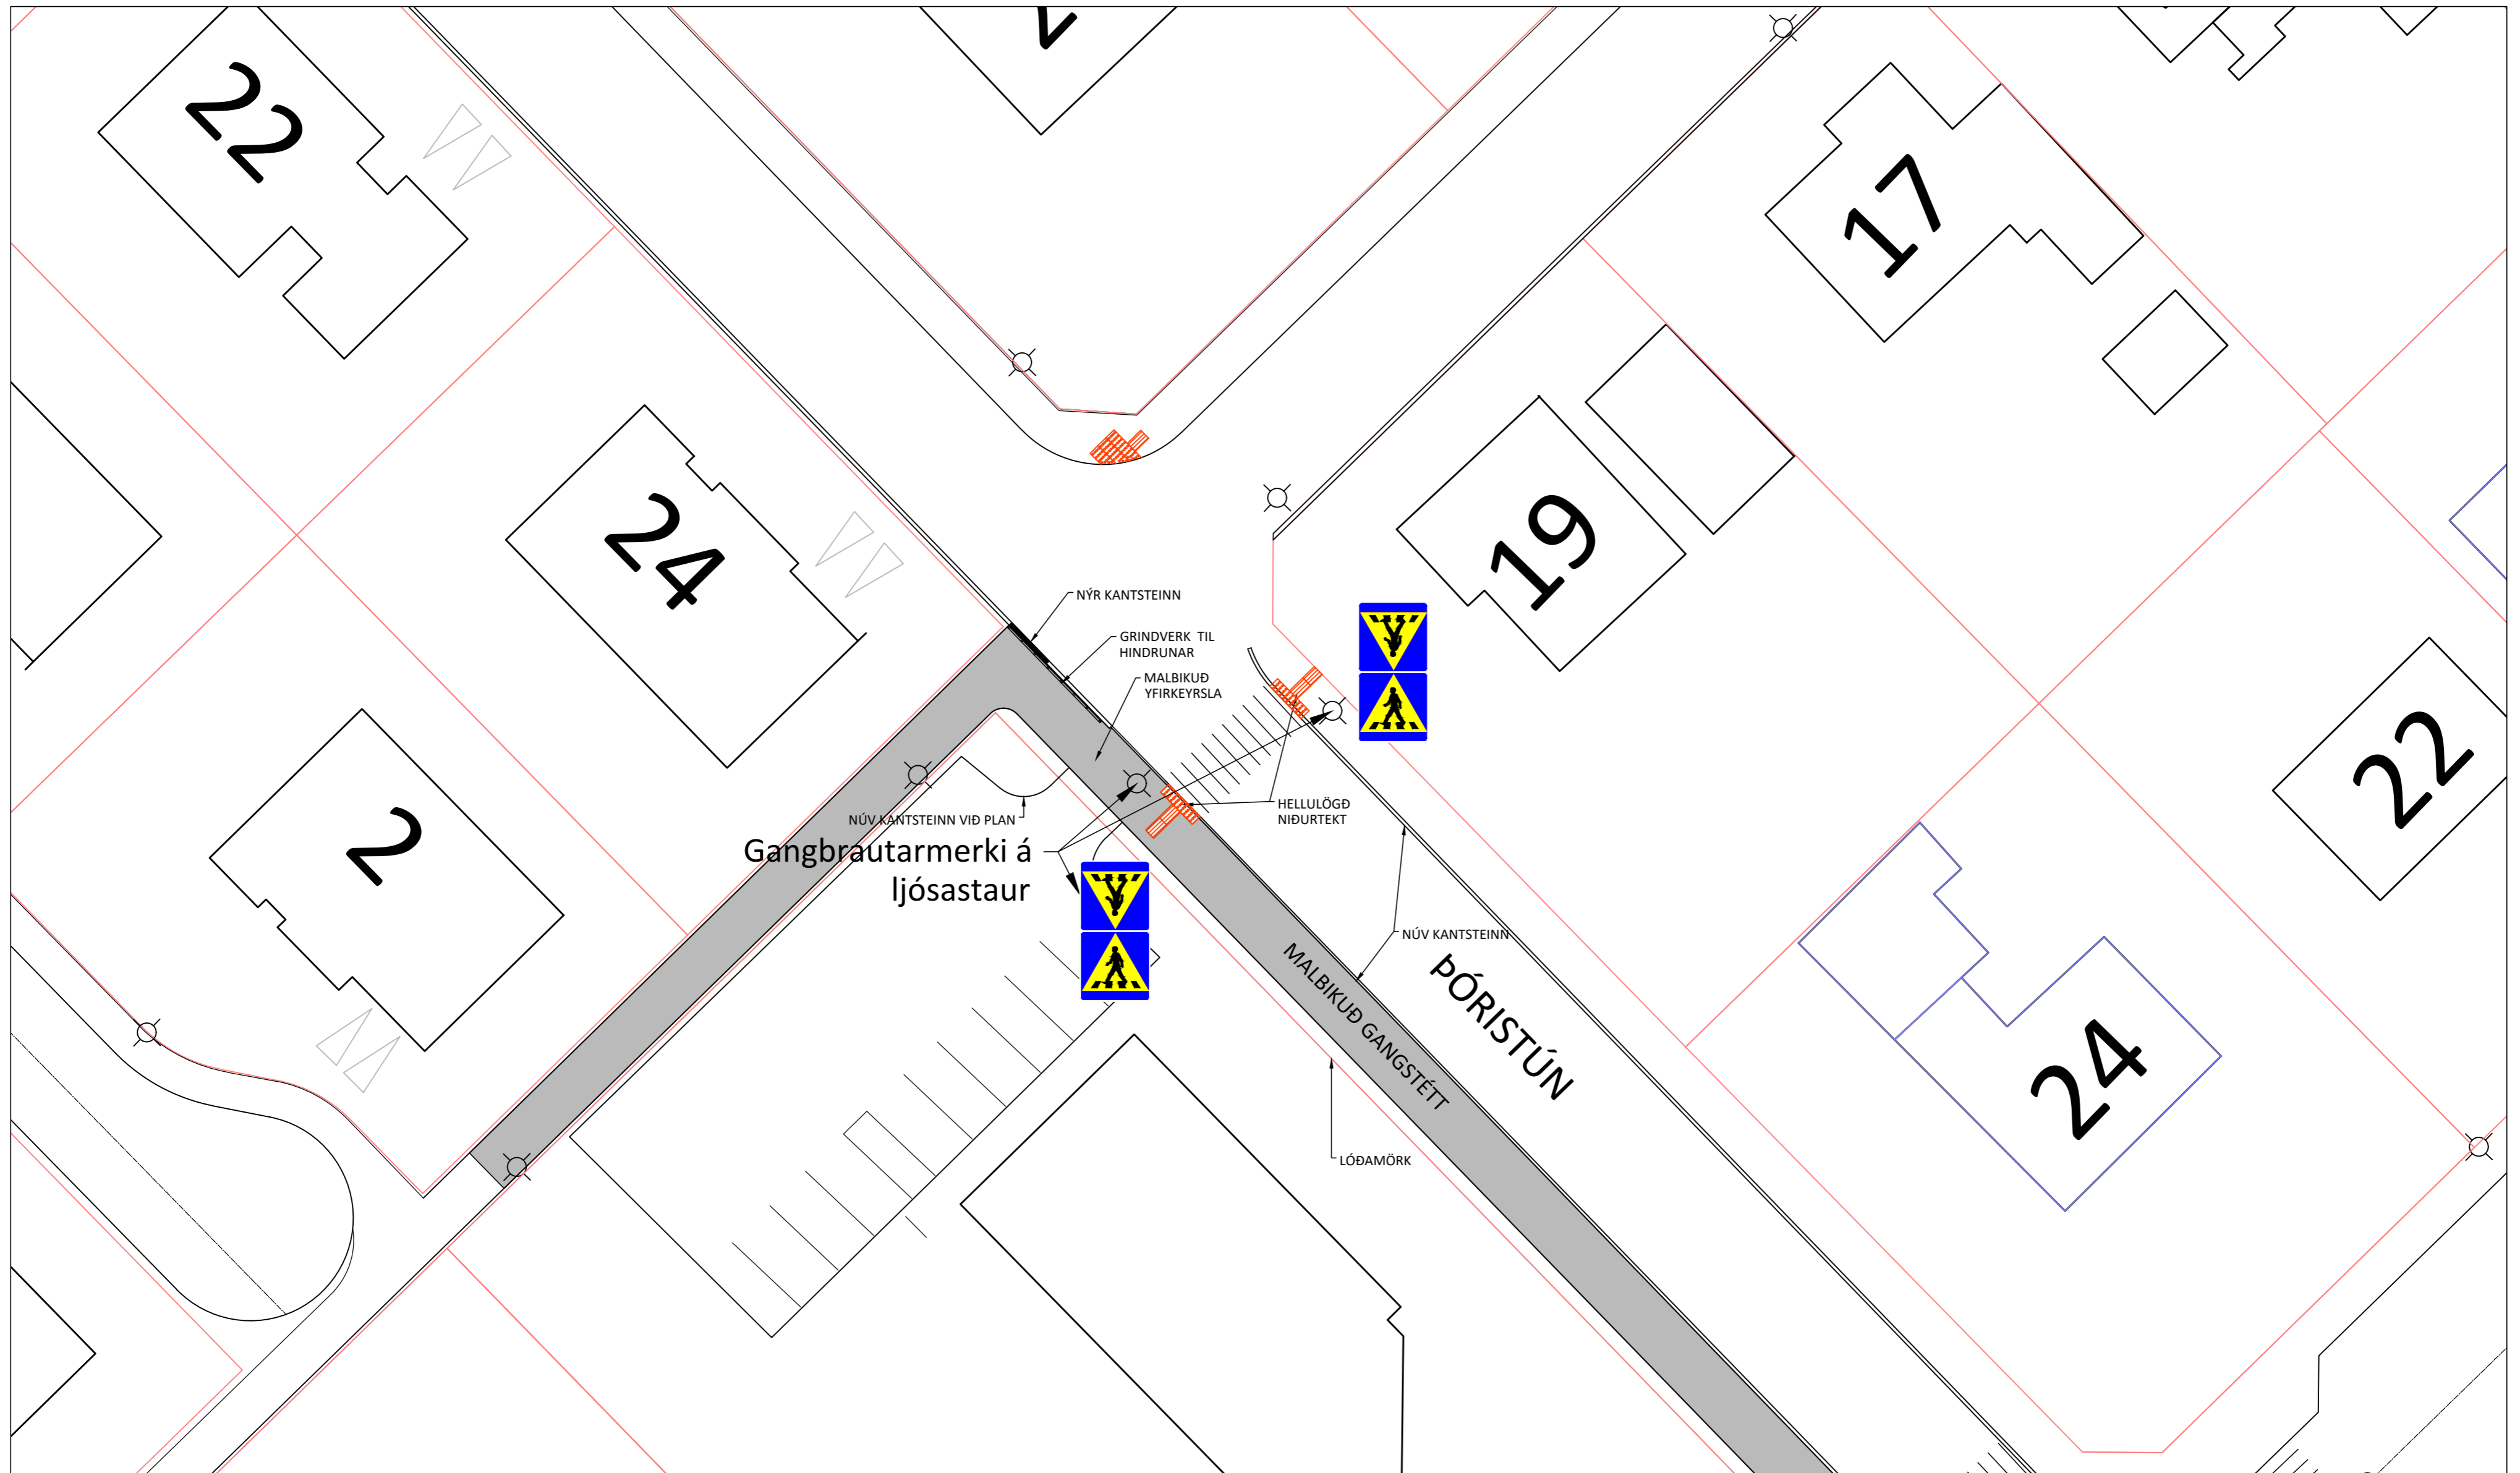 22
17
24
19
NÝR KANTSTEINN
GRINDVERK TIL
HINDRUNAR
MALBIKUÐ
YFIRKEYRSLA
22
2
HELLULÖGÐ
NIÐURTEKT
NÚV KANTSTEINN VIÐ PLAN
Gangbrautarmerki á
ljósastaur
NÚV KANTSTEINN
MALBIKUÐ GANGSTÉTT
ÞÓRISTÚN
24
LÓÐAMÖRK